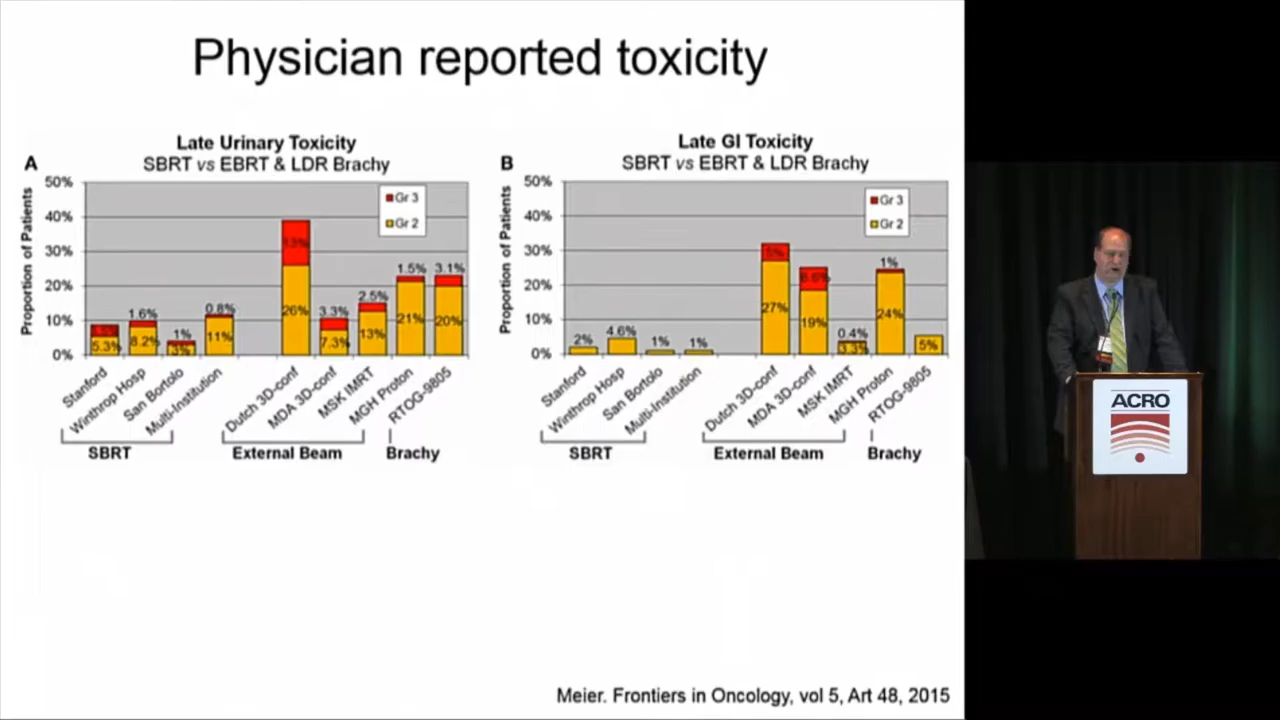 Physician reported toxicity
A
Late Urinary Toxicity
SBRT vs EBRT & LDR Brachy
Proportion of Patients
50%
40%
30%
20%
10%
0%
Gr 3
Gr 2
5.3%
1.6%
8.2%
1%
3%
0.8%
11%
13%
26%
3.3%
7.3%
2.5%
13%
1.5%
21%
3.1%
20%
Stanford
Winthrop Hosp
San Bortolo
Multi-Institution
Dutch 3D-conf
MDA 3D-conf
MSK IMRT
MGH Proton
RTOG-9805
SBRT
External Beam
Brachy
B
Late GI Toxicity
SBRT vs EBRT & LDR Brachy
Proportion of Patients
50%
40%
30%
20%
10%
0%
Gr 3
Gr 2
2%
4.6%
1%
1%
5%
27%
6.6%
19%
0.4%
3.3%
1%
24%
5%
Stanford
Winthrop Hosp
San Bortolo
Multi-Institution
Dutch 3D-conf
MDA 3D-conf
MSK IMRT
MGH Proton
RTOG-9805
SBRT
External Beam
Brachy
Meier. Frontiers in Oncology, vol 5, Art 48, 2015
ACRO